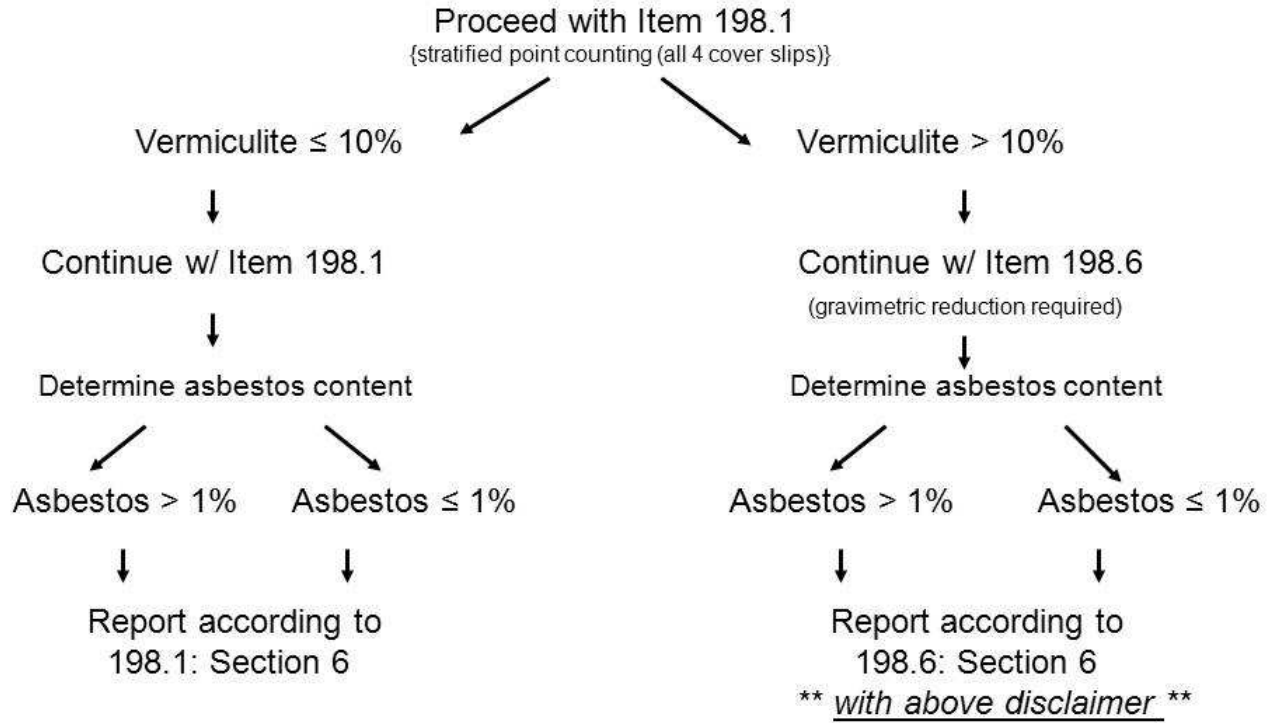 Proceed with Item 198.1
{stratified point counting (all 4 cover slips)}
Vermiculite ≤ 10%
Vermiculite > 10%
Continue w/ Item 198.1
Continue w/ Item 198.6
(gravimetric reduction required)
Determine asbestos content
Determine asbestos content
Asbestos > 1%
Asbestos ≤ 1%
Asbestos > 1%
Asbestos ≤ 1%
Report according to
198.1: Section 6
Report according to
198.6: Section 6
** with above disclaimer **